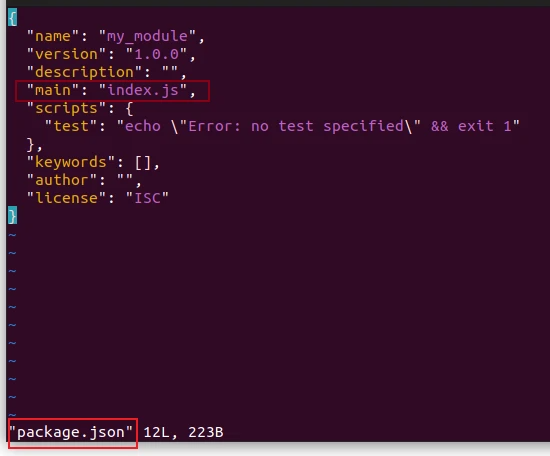 {
  "name": "my_module",
  "version": "1.0.0",
  "description": "",
  "main": "index.js",
  "scripts": {
    "test": "echo \"Error: no test specified\" && exit 1"
  },
  "keywords": [],
  "author": "",
  "license": "ISC"
}
~
~
~
~
~
~
~
~
~
~
~
"package.json" 12L, 223B